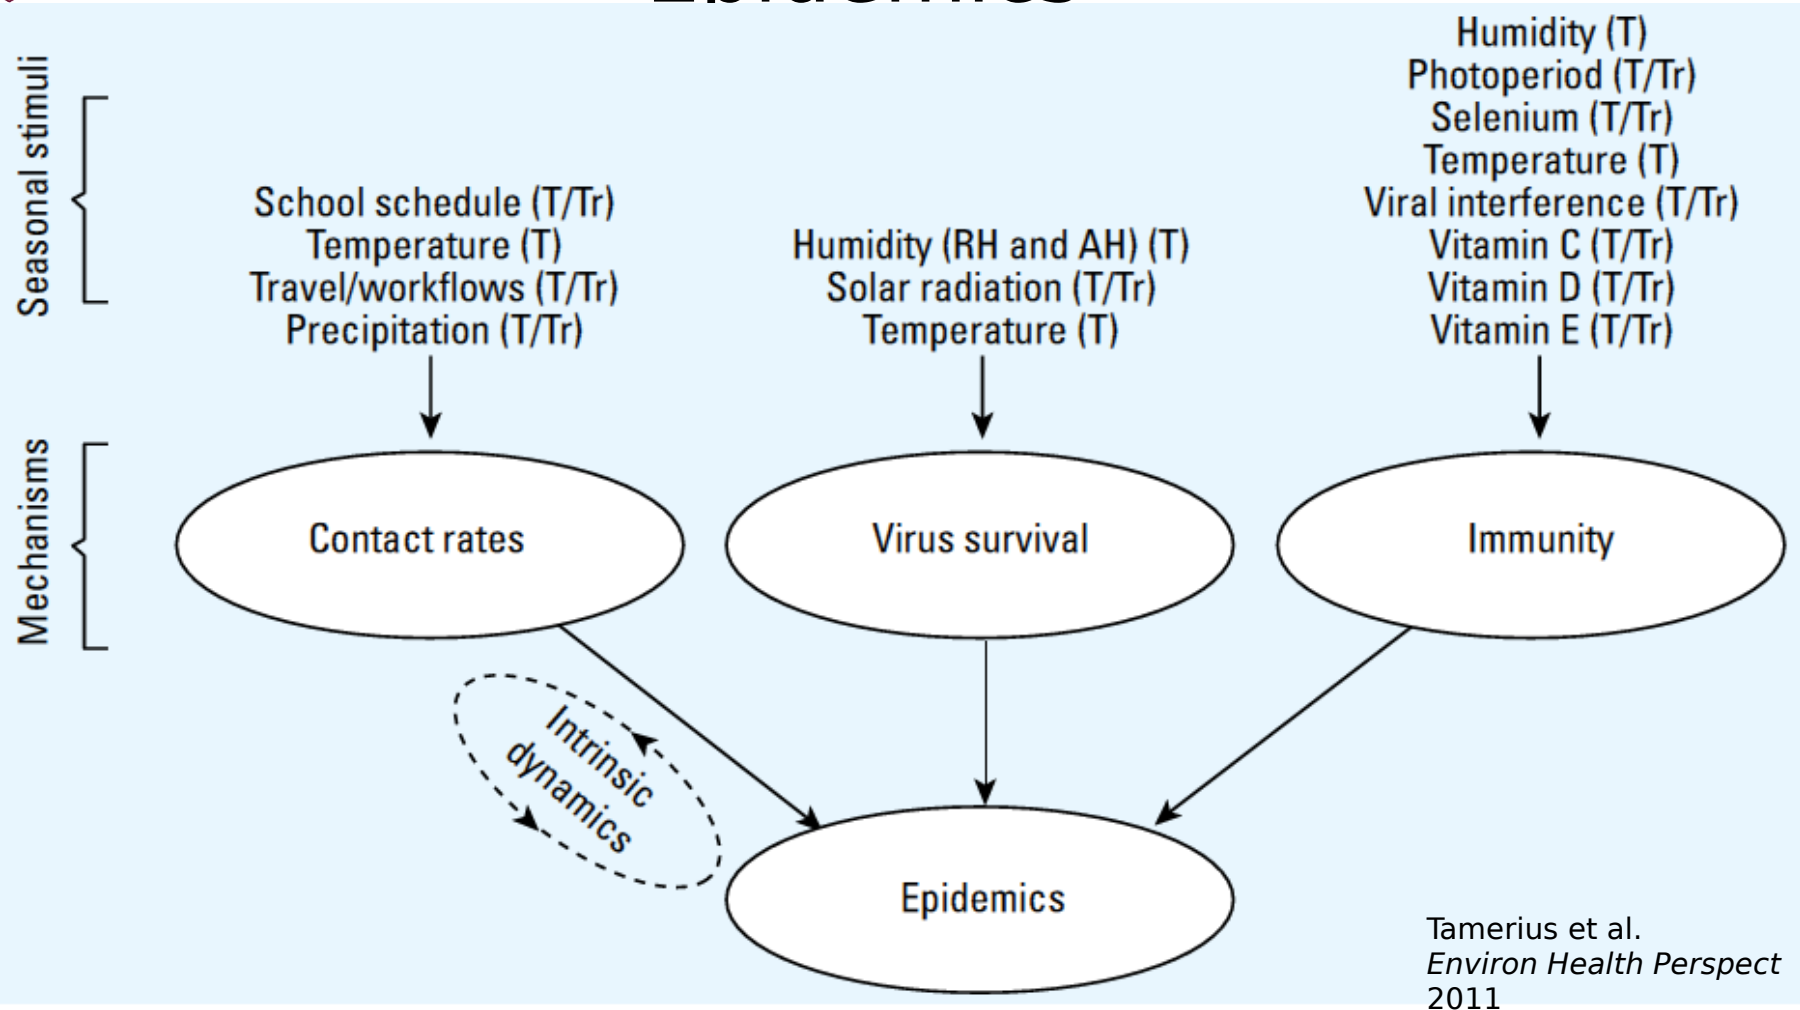 Epidemics
Seasonal stimuli
School schedule (T/Tr)
Temperature (T)
Travel/workflows (T/Tr)
Precipitation (T/Tr)
Humidity (RH and AH) (T)
Solar radiation (T/Tr)
Temperature (T)
Humidity (T)
Photoperiod (T/Tr)
Selenium (T/Tr)
Temperature (T)
Viral interference (T/Tr)
Vitamin C (T/Tr)
Vitamin D (T/Tr)
Vitamin E (T/Tr)
Mechanisms
Contact rates
Virus survival
Immunity
Intrinsic
dynamics
Epidemics
Tamerius et al.
Environ Health Perspect
2011